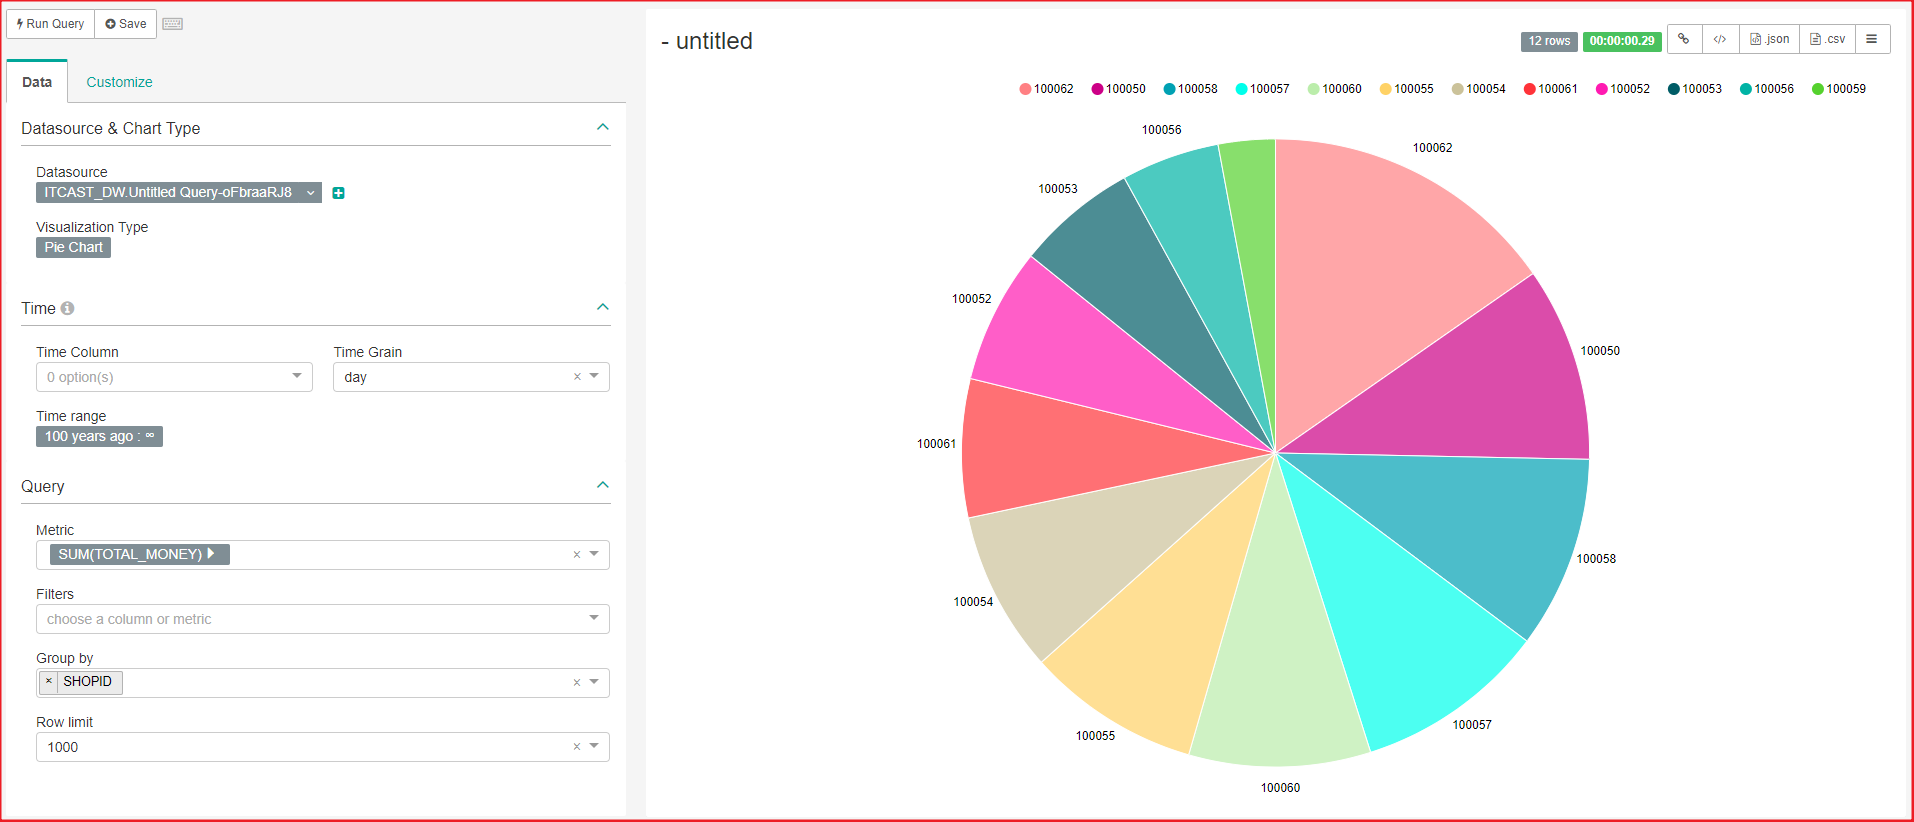 Run Query Save
Data Customize
Datasource & Chart Type
Datasource
ITCAST_DW.Untitled Query-oFbraaRJ8
Visualization Type
Pie Chart
Time
Time Column Time Grain
0 option(s) day
Time range
100 years ago : ∞
Query
Metric
SUM(TOTAL_MONEY)
Filters
choose a column or metric
Group by
× SHOPID
Row limit
1000
- untitled
12 rows 00:00:00.29 </> .json .csv
100062 100050 100058 100057 100060 100055 100054 100061 100052 100053 100056 100059
100056
100062
100053
100052
100050
100061
100058
100054
100057
100055
100060